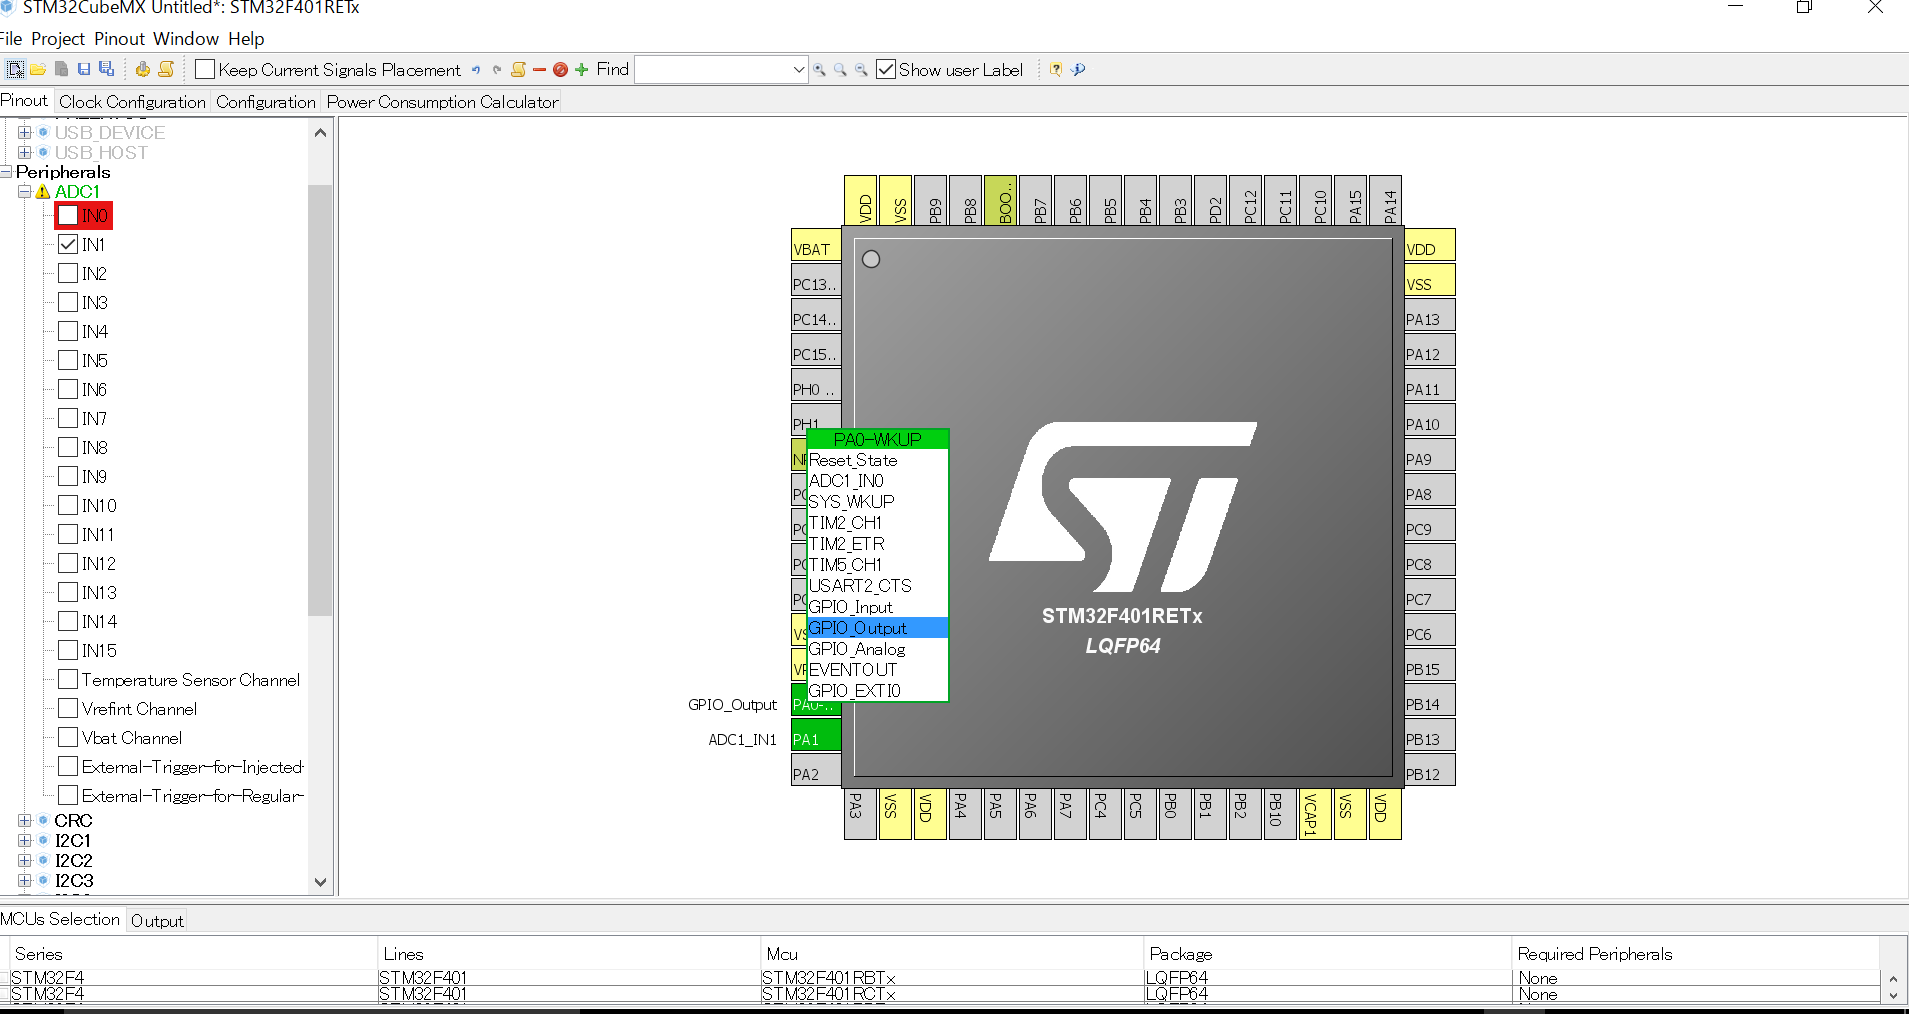 STM32CubeMX Untitled*: STM32F401RETx
File Project Pinout Window Help
Keep Current Signals Placement Find Show user Label
Pinout Clock Configuration Configuration Power Consumption Calculator
USB_DEVICE
USB_HOST
Peripherals
ADC1
IN0
IN1
IN2
IN3
IN4
IN5
IN6
IN7
IN8
IN9
IN10
IN11
IN12
IN13
IN14
IN15
Temperature Sensor Channel
Vrefint Channel
Vbat Channel
External-Trigger-for-Injected-
External-Trigger-for-Regular-
CRC
I2C1
I2C2
I2C3
VDD VSS PB9 PB8 BOO.. PB7 PB6 PB5 PB4 PB3 PD2 PC12 PC11 PC10 PA15 PA14
VBAT
PC13..
PC14..
PC15..
PH0 ..
PH1
PA0-WKUP
Reset_State
ADC1_IN0
SYS_WKUP
TIM2_CH1
TIM2_ETR
TIM5_CH1
USART2_CTS
GPIO_Input
GPIO_Output
GPIO_Analog
EVENTOUT
GPIO_EXTI0
GPIO_Output PA0-..
ADC1_IN1 PA1
PA2
STM32F401RETx
LQFP64
VDD
VSS
PA13
PA12
PA11
PA10
PA9
PA8
PC9
PC8
PC7
PC6
PB15
PB14
PB13
PB12
PA3 VSS VDD PA4 PA5 PA6 PA7 PC4 PC5 PB0 PB1 PB2 PB10 VCAP1 VSS VDD
MCUs Selection Output
Series Lines Mcu Package Required Peripherals
STM32F4 STM32F401 STM32F401RBTx LQFP64 None
STM32F4 STM32F401 STM32F401RCTx LQFP64 None